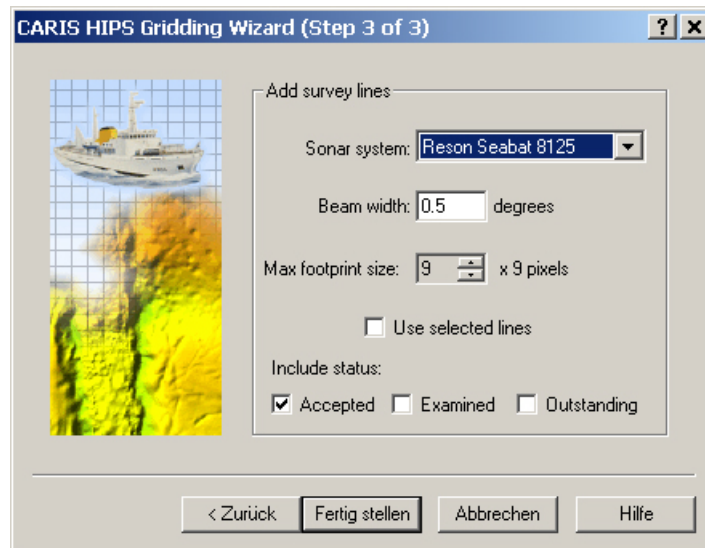 CARIS HIPS Gridding Wizard (Step 3 of 3)
Add survey lines
Sonar system: Reson Seabat 8125
Beam width: 0.5 degrees
Max footprint size: 9 x 9 pixels
Use selected lines
Include status:
Accepted Examined Outstanding
< Zurück Fertig stellen Abbrechen Hilfe